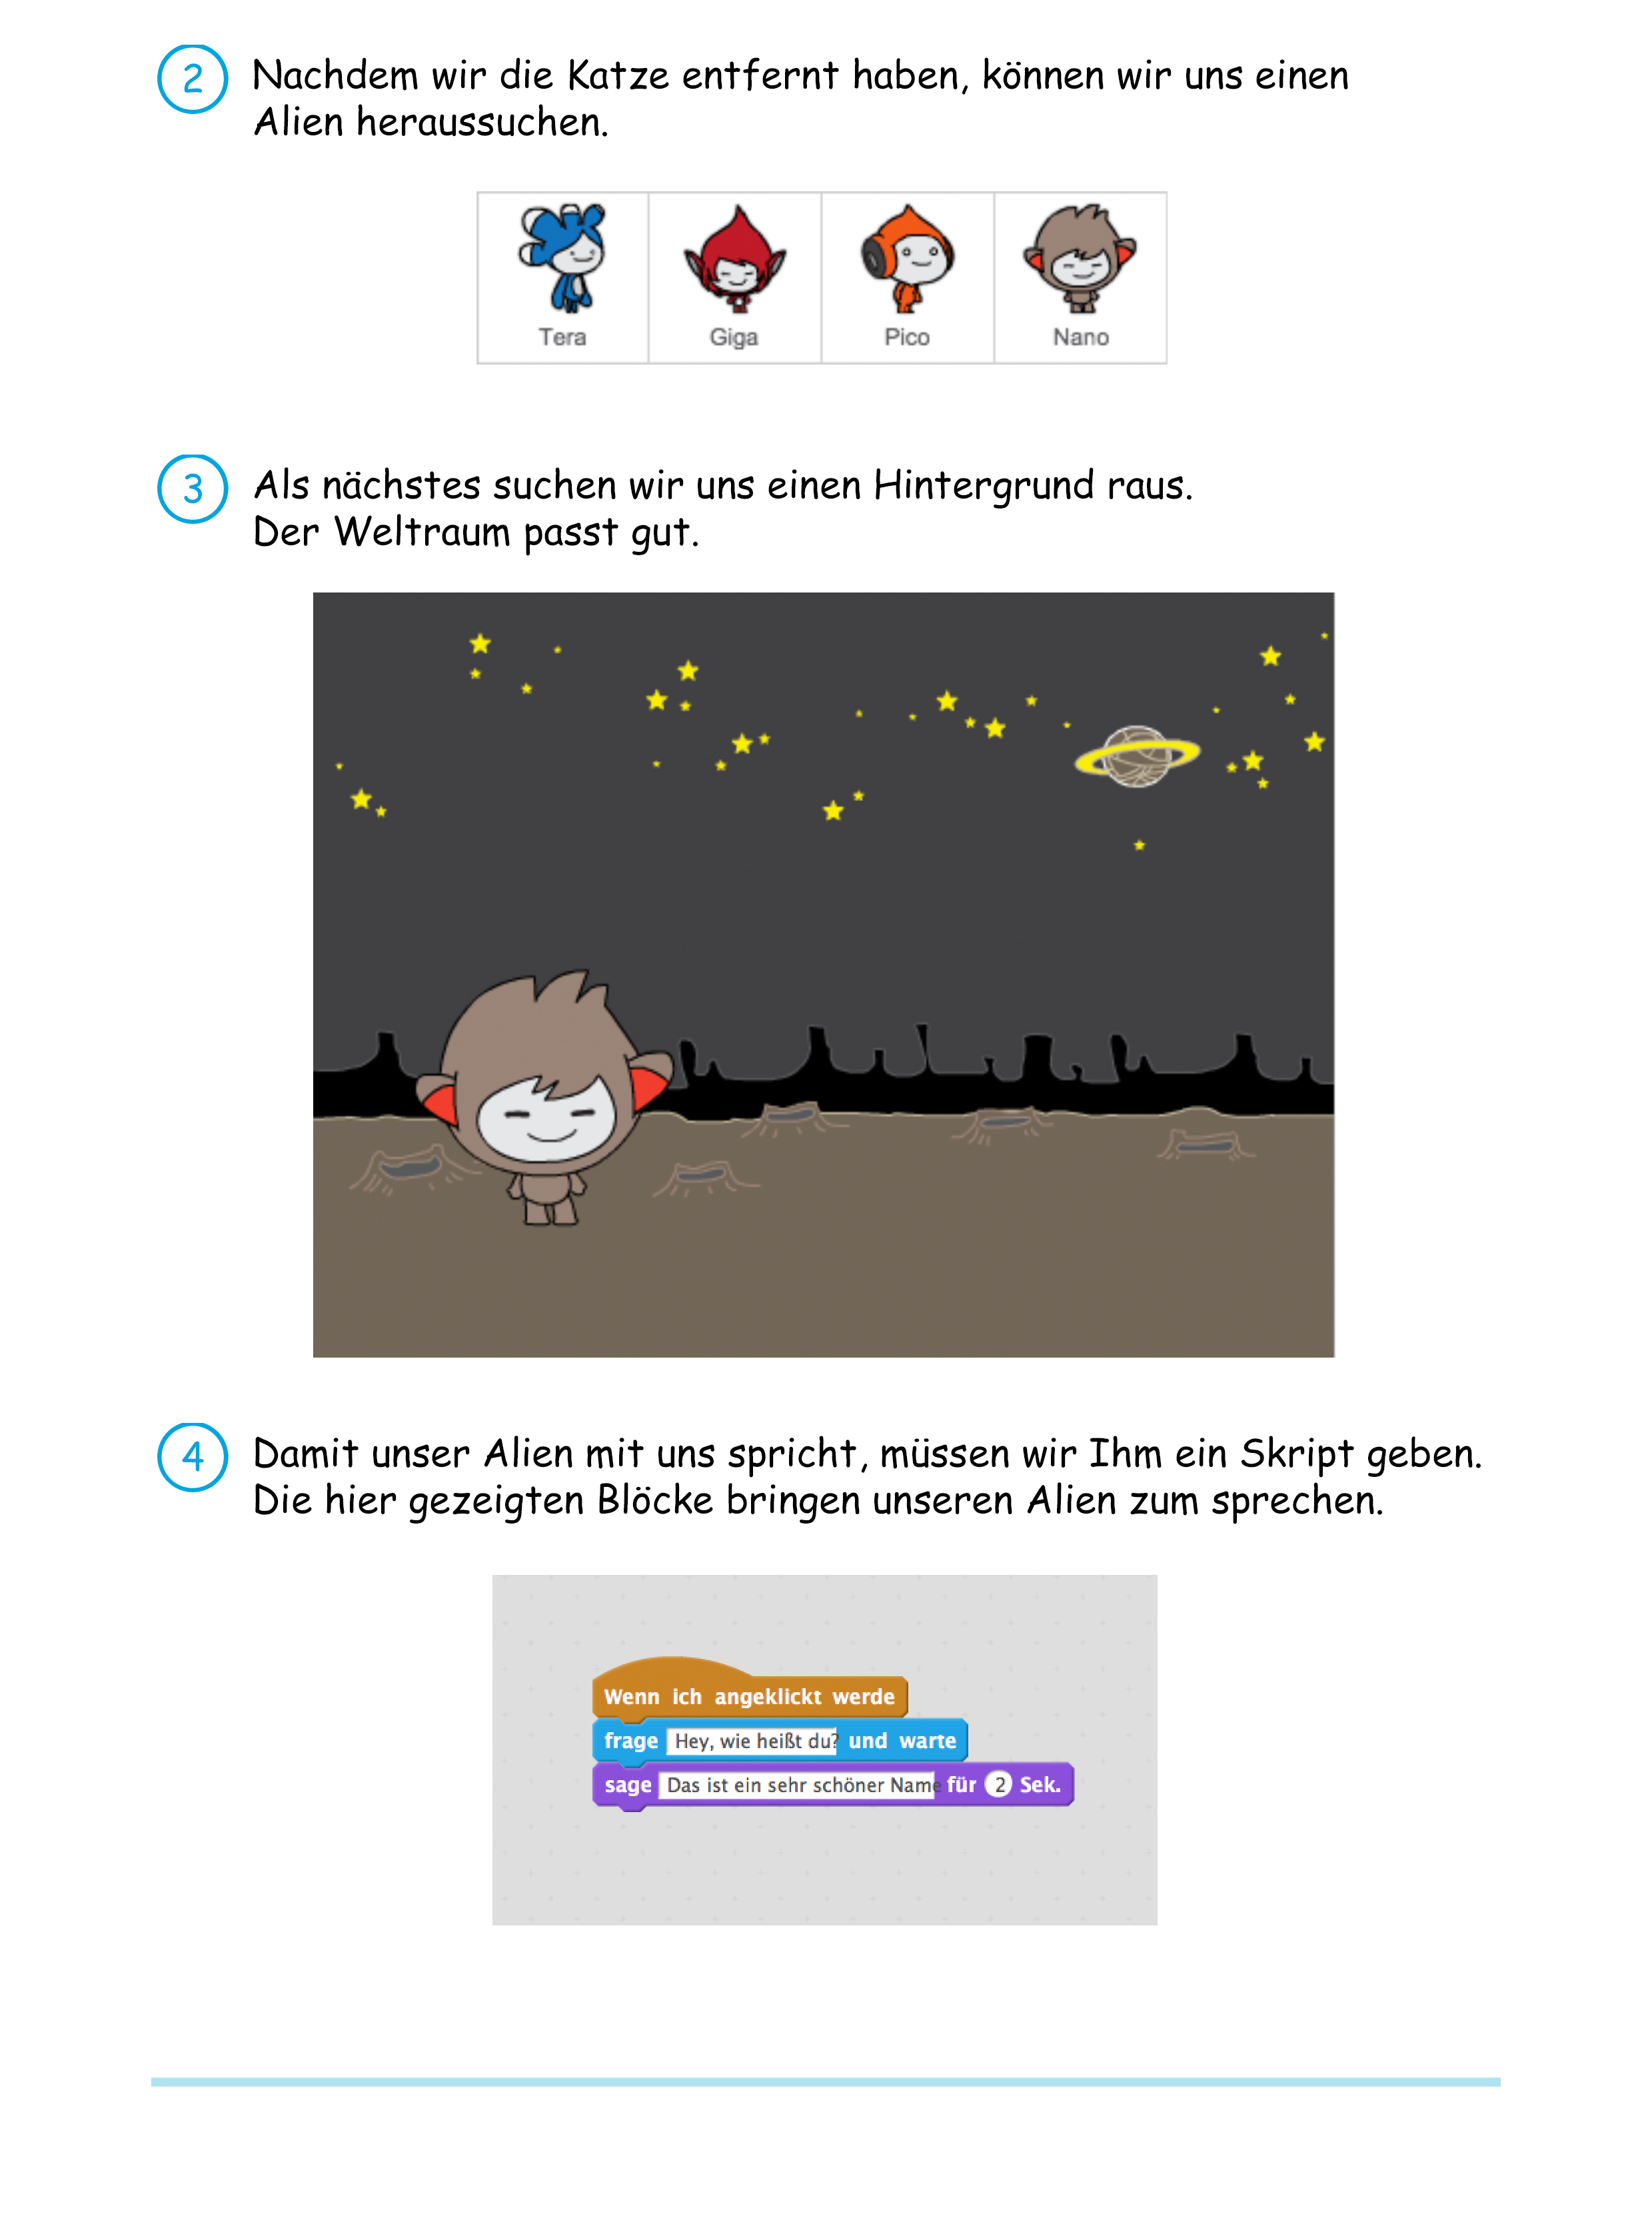 2
Nachdem wir die Katze entfernt haben, können wir uns einen
Alien heraussuchen.
Tera Giga Pico Nano
3
Als nächstes suchen wir uns einen Hintergrund raus.
Der Weltraum passt gut.
4
Damit unser Alien mit uns spricht, müssen wir Ihm ein Skript geben.
Die hier gezeigten Blöcke bringen unseren Alien zum sprechen.
Wenn ich angeklickt werde
frage Hey, wie heißt du? und warte
sage Das ist ein sehr schöner Name für 2 Sek.